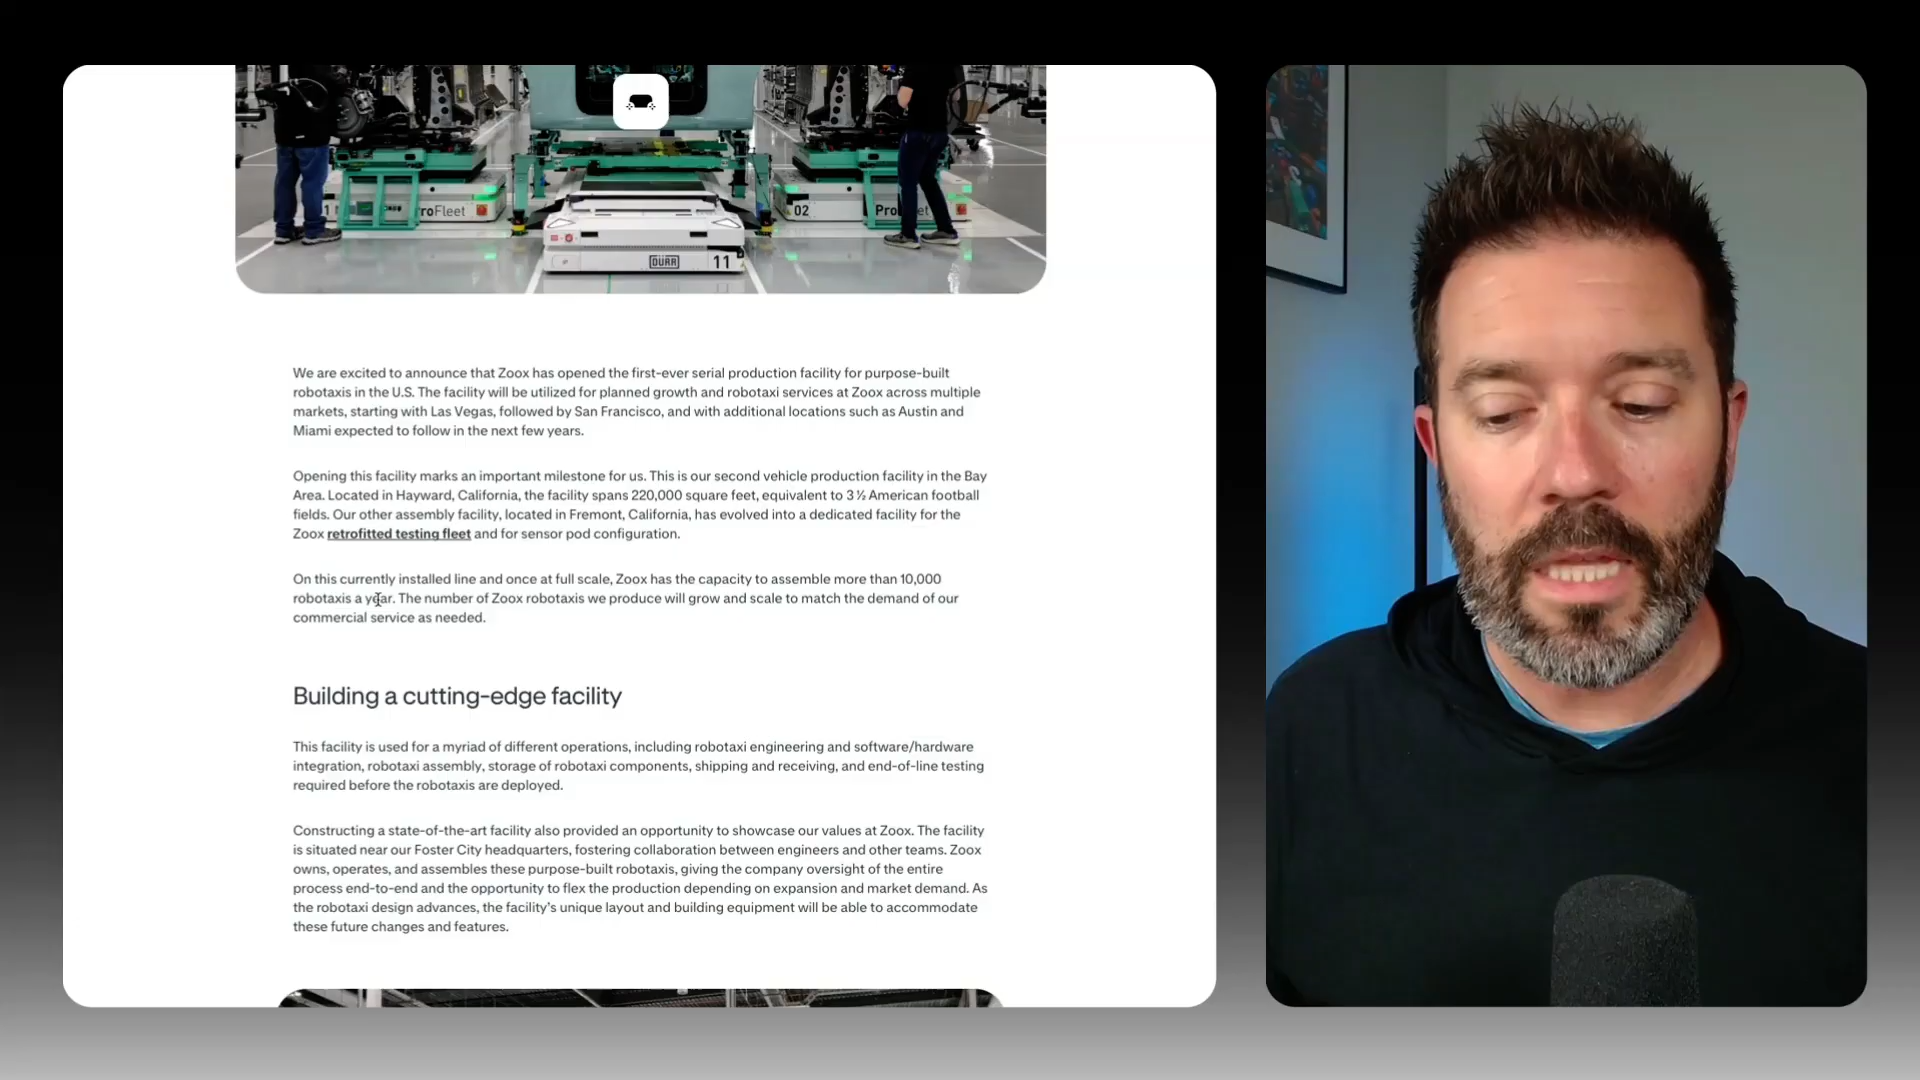 roFleet
02
Pro
et
DÜRR
11
We are excited to announce that Zoox has opened the first-ever serial production facility for purpose-built
robotaxis in the U.S. The facility will be utilized for planned growth and robotaxi services at Zoox across multiple
markets, starting with Las Vegas, followed by San Francisco, and with additional locations such as Austin and
Miami expected to follow in the next few years.
Opening this facility marks an important milestone for us. This is our second vehicle production facility in the Bay
Area. Located in Hayward, California, the facility spans 220,000 square feet, equivalent to 3 ½ American football
fields. Our other assembly facility, located in Fremont, California, has evolved into a dedicated facility for the
Zoox retrofitted testing fleet and for sensor pod configuration.
On this currently installed line and once at full scale, Zoox has the capacity to assemble more than 10,000
robotaxis a year. The number of Zoox robotaxis we produce will grow and scale to match the demand of our
commercial service as needed.
Building a cutting-edge facility
This facility is used for a myriad of different operations, including robotaxi engineering and software/hardware
integration, robotaxi assembly, storage of robotaxi components, shipping and receiving, and end-of-line testing
required before the robotaxis are deployed.
Constructing a state-of-the-art facility also provided an opportunity to showcase our values at Zoox. The facility
is situated near our Foster City headquarters, fostering collaboration between engineers and other teams. Zoox
owns, operates, and assembles these purpose-built robotaxis, giving the company oversight of the entire
process end-to-end and the opportunity to flex the production depending on expansion and market demand. As
the robotaxi design advances, the facility's unique layout and building equipment will be able to accommodate
these future changes and features.